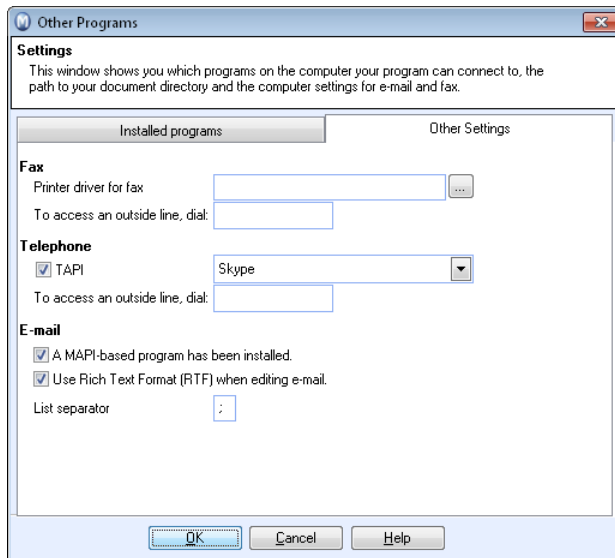 Other Programs
Settings
This window shows you which programs on the computer your program can connect to, the
path to your document directory and the computer settings for e-mail and fax.
Installed programs
Other Settings
Fax
Printer driver for fax
...
To access an outside line, dial:
Telephone
TAPI
Skype
To access an outside line, dial:
E-mail
A MAPI-based program has been installed.
Use Rich Text Format (RTF) when editing e-mail.
List separator
;
OK
Cancel
Help